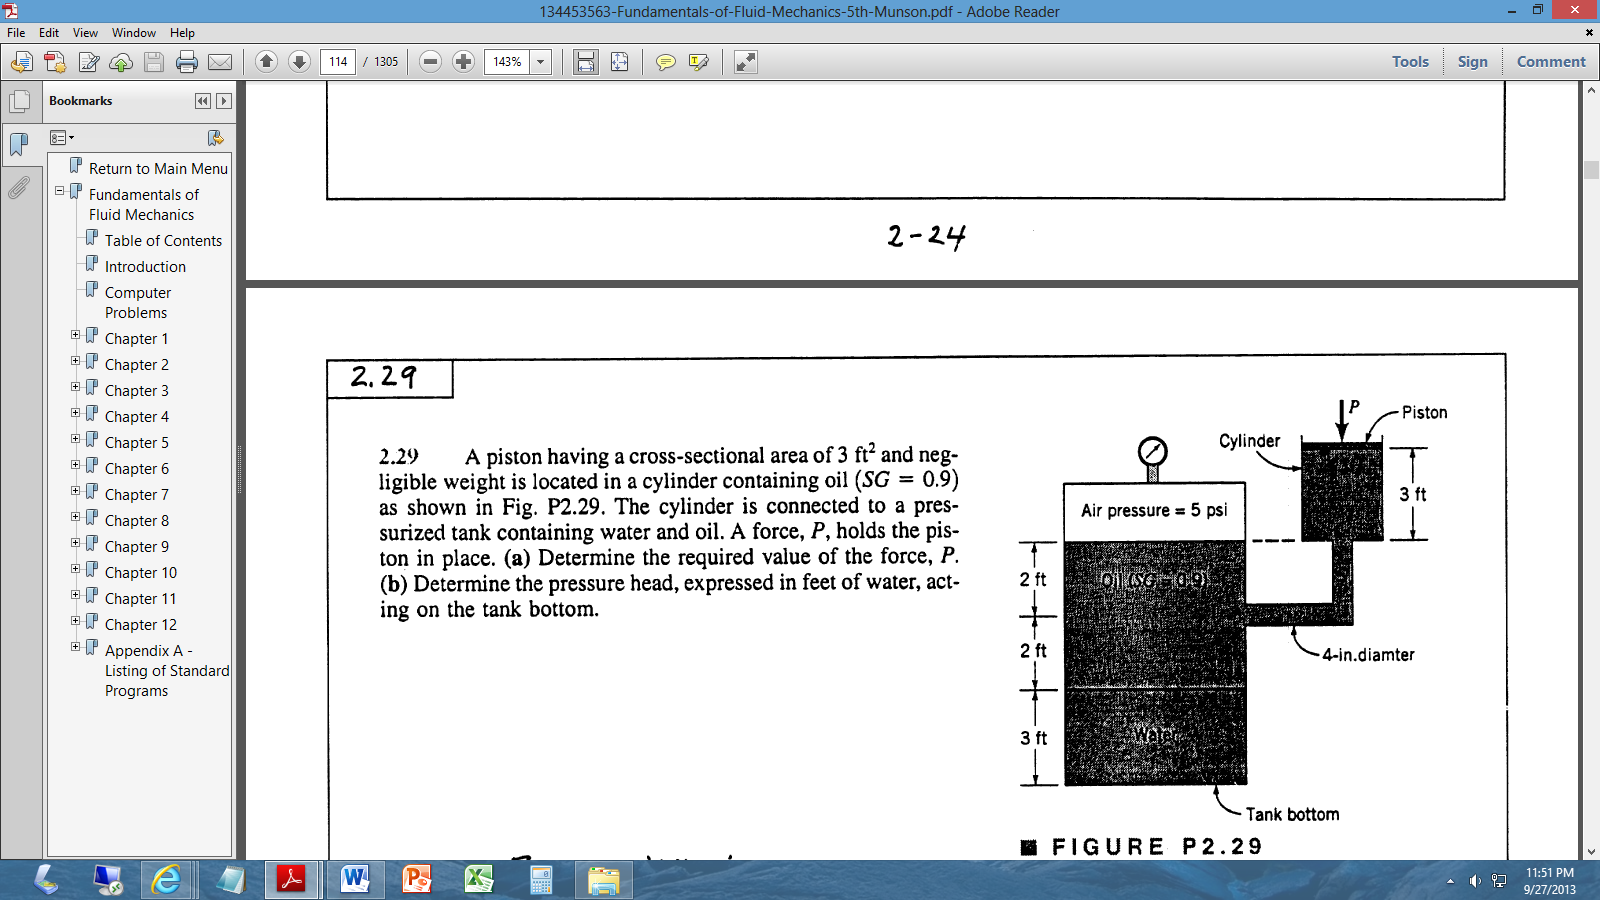 134453563-Fundamentals-of-Fluid-Mechanics-5th-Munson.pdf - Adobe Reader
File Edit View Window Help
114 / 1305 143% Tools Sign Comment
Bookmarks
Return to Main Menu
Fundamentals of
Fluid Mechanics
Table of Contents
Introduction
Computer
Problems
Chapter 1
Chapter 2
Chapter 3
Chapter 4
Chapter 5
Chapter 6
Chapter 7
Chapter 8
Chapter 9
Chapter 10
Chapter 11
Chapter 12
Appendix A -
Listing of Standard
Programs
2-24
2.29
2.29 A piston having a cross-sectional area of 3 ft² and neg-
ligible weight is located in a cylinder containing oil (SG = 0.9)
as shown in Fig. P2.29. The cylinder is connected to a pres-
surized tank containing water and oil. A force, P, holds the pis-
ton in place. (a) Determine the required value of the force, P.
(b) Determine the pressure head, expressed in feet of water, act-
ing on the tank bottom.
P
Piston
Cylinder
3 ft
Air pressure = 5 psi
2 ft
Oil (SG = 0.9)
2 ft
4-in.diamter
3 ft
Water
Tank bottom
FIGURE P2.29
11:51 PM
9/27/2013